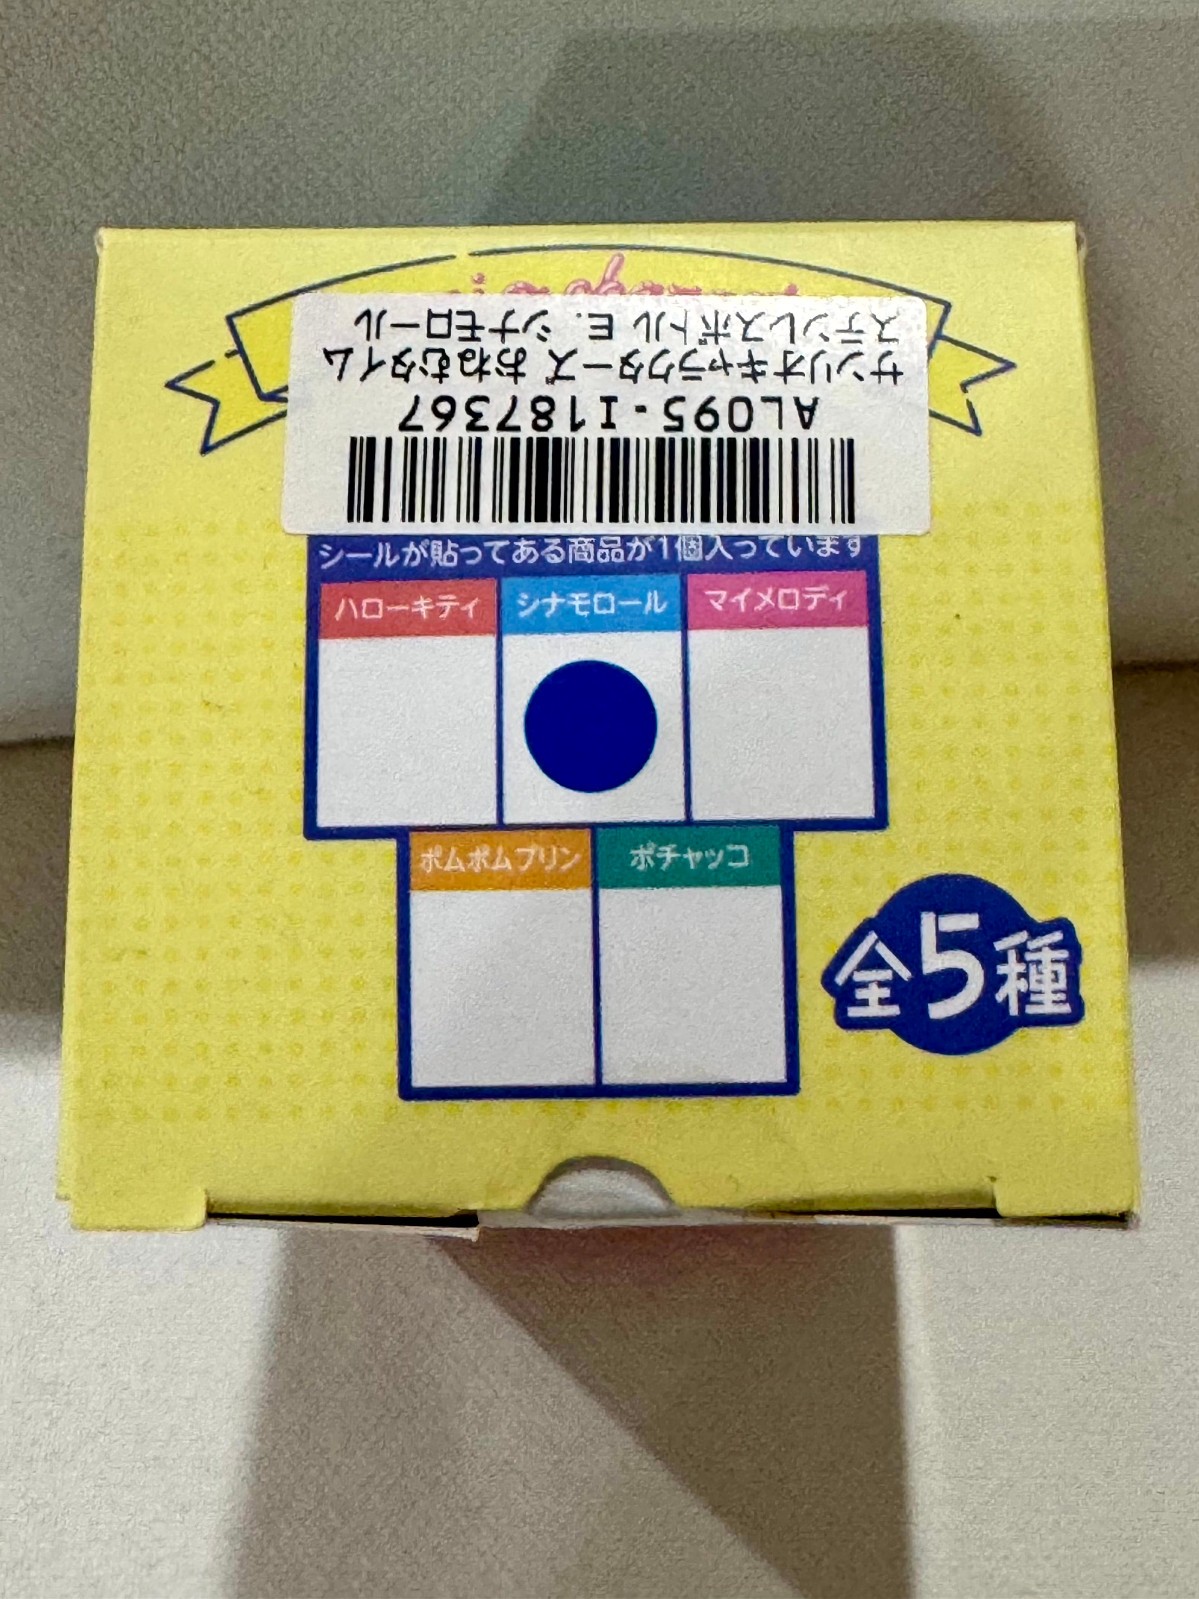 サンリオキャラクターズ おねむタイム
ステンレスボトル E. シナモロール
AL095-I187367
シールが貼ってある商品が1個入っています
ハローキティ
シナモロール
マイメロディ
ポムポムプリン
ポチャッコ
全5種